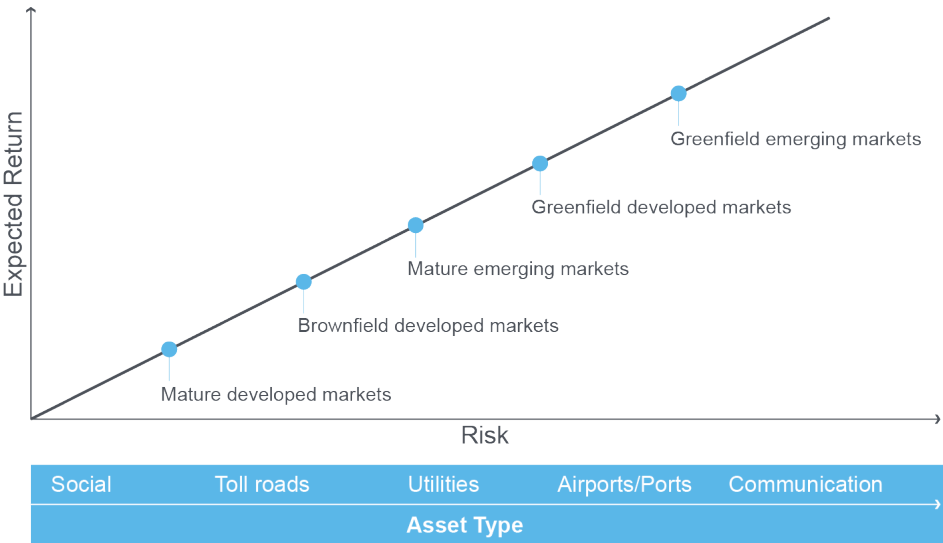 Expected Return
Greenfield emerging markets
Greenfield developed markets
Mature emerging markets
Brownfield developed markets
Mature developed markets
Risk
Social Toll roads Utilities Airports/Ports Communication
Asset Type